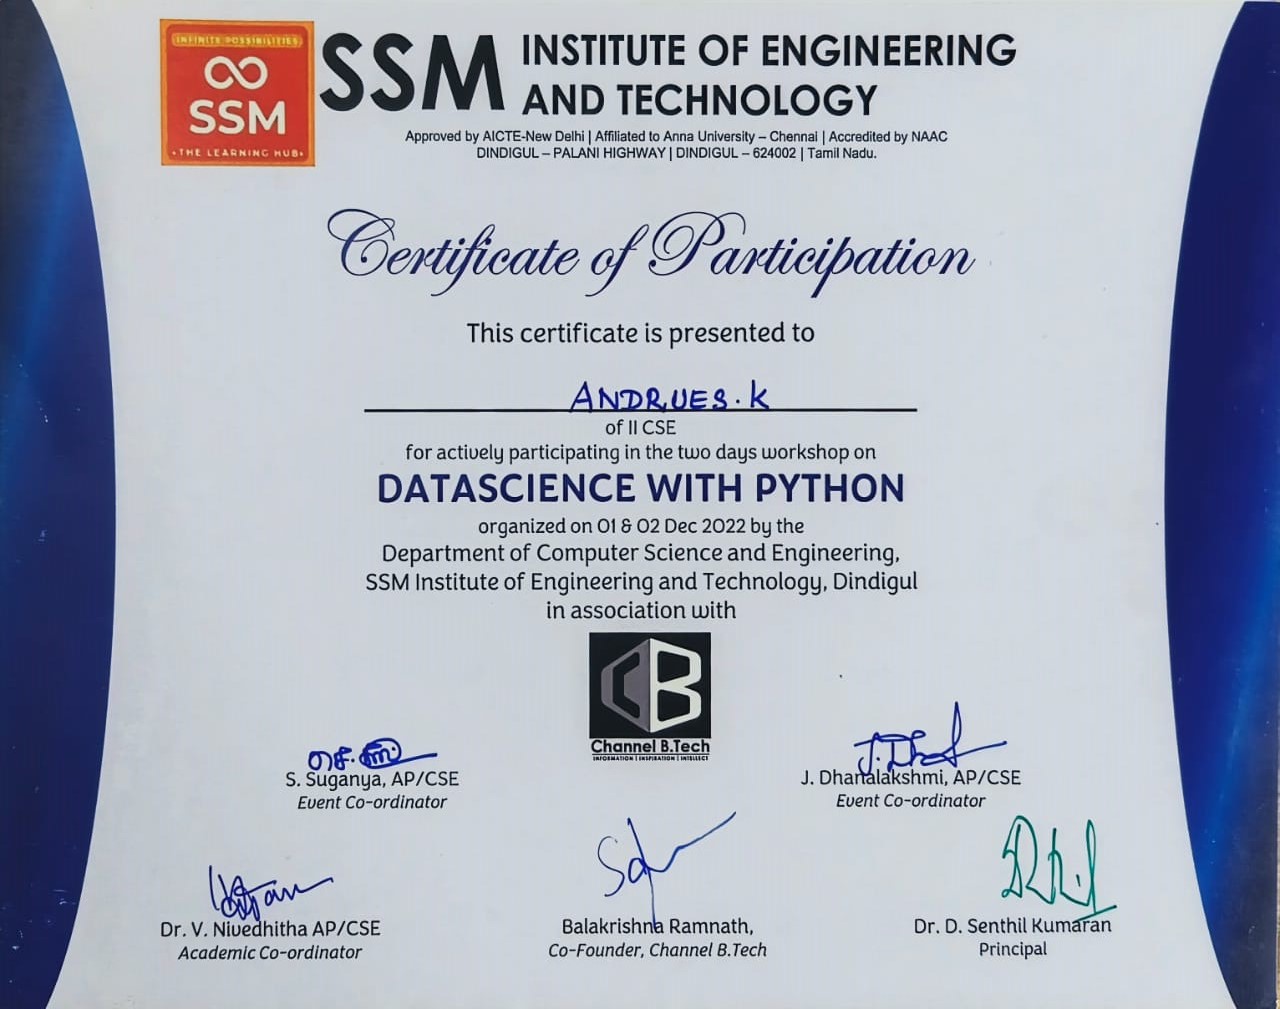 INFINITE POSSIBILITIES
SSM
THE LEARNING HUB
SSM INSTITUTE OF ENGINEERING
AND TECHNOLOGY
Approved by AICTE-New Delhi | Affiliated to Anna University – Chennai | Accredited by NAAC
DINDIGUL – PALANI HIGHWAY | DINDIGUL – 624002 | Tamil Nadu.
Certificate of Participation
This certificate is presented to
ANDRUES. K
of II CSE
for actively participating in the two days workshop on
DATASCIENCE WITH PYTHON
organized on 01 & 02 Dec 2022 by the
Department of Computer Science and Engineering,
SSM Institute of Engineering and Technology, Dindigul
in association with
CB
Channel B.Tech
INFORMATION | INSPIRATION | INTELLECT
S. Suganya, AP/CSE
Event Co-ordinator
J. Dhanalakshmi, AP/CSE
Event Co-ordinator
Dr. V. Nivedhitha AP/CSE
Academic Co-ordinator
Balakrishna Ramnath,
Co-Founder, Channel B.Tech
Dr. D. Senthil Kumaran
Principal